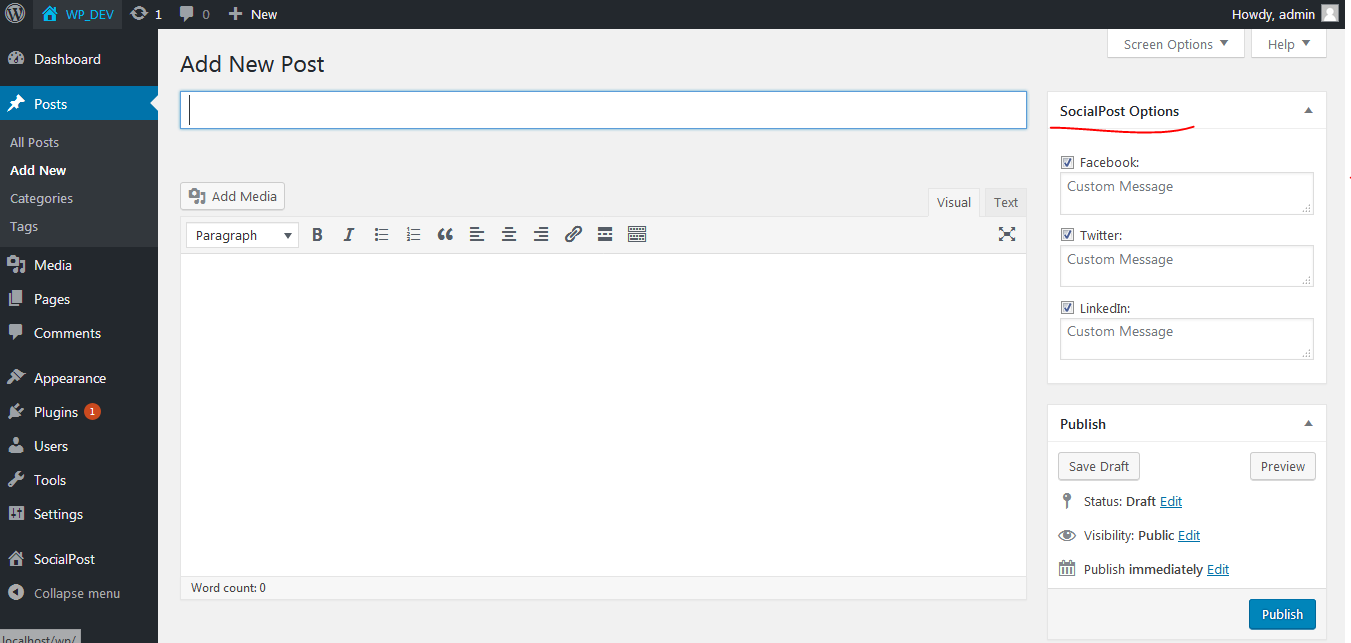 WP_DEV 1 0 New Howdy, admin
Screen Options Help
Dashboard
Posts
All Posts
Add New
Categories
Tags
Media
Pages
Comments
Appearance
Plugins 1
Users
Tools
Settings
SocialPost
Collapse menu
localhost/wp/
Add New Post
Add Media
Visual Text
Paragraph B I
Word count: 0
SocialPost Options
Facebook:
Custom Message
Twitter:
Custom Message
LinkedIn:
Custom Message
Publish
Save Draft Preview
Status: Draft Edit
Visibility: Public Edit
Publish immediately Edit
Publish